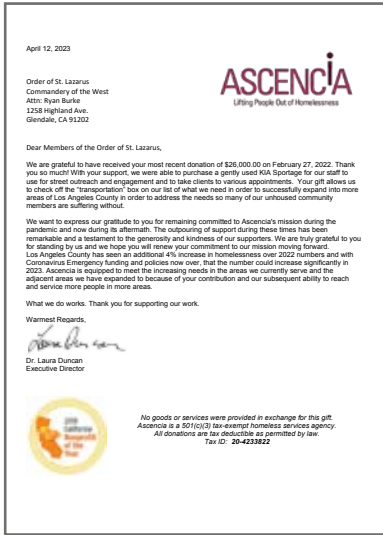 April 12, 2023
ASCENCiA
Lifting People Out of Homelessness
Order of St. Lazarus
Commandery of the West
Attn: Ryan Burke
1258 Highland Ave.
Glendale, CA 91202
Dear Members of the Order of St. Lazarus,
We are grateful to have received your most recent donation of $26,000.00 on February 27, 2022. Thank
you so much! With your support, we were able to purchase a gently used KIA Sportage for our staff to
use for street outreach and engagement and to take clients to various appointments. Your gift allows us
to check off the “transportation” box on our list of what we need in order to successfully expand into more
areas of Los Angeles County in order to address the needs so many of our unhoused community
members are suffering without.
We want to express our gratitude to you for remaining committed to Ascencia's mission during the
pandemic and now during its aftermath. The outpouring of support during these times has been
remarkable and a testament to the generosity and kindness of our supporters. We are truly grateful to you
for standing by us and we hope you will renew your commitment to our mission moving forward.
Los Angeles County has seen an additional 4% increase in homelessness over 2022 numbers and with
Coronavirus Emergency funding and policies now over, that the number could increase significantly in
2023. Ascencia is equipped to meet the increasing needs in the areas we currently serve and the
adjacent areas we have expanded to because of your contribution and our subsequent ability to reach
and service more people in more areas.
What we do works. Thank you for supporting our work.
Warmest Regards,
Laura Duncan
Dr. Laura Duncan
Executive Director
California
Nonprofit
of the
Year
No goods or services were provided in exchange for this gift.
Ascencia is a 501(c)(3) tax-exempt homeless services agency.
All donations are tax deductible as permitted by law.
Tax ID: 20-4233822